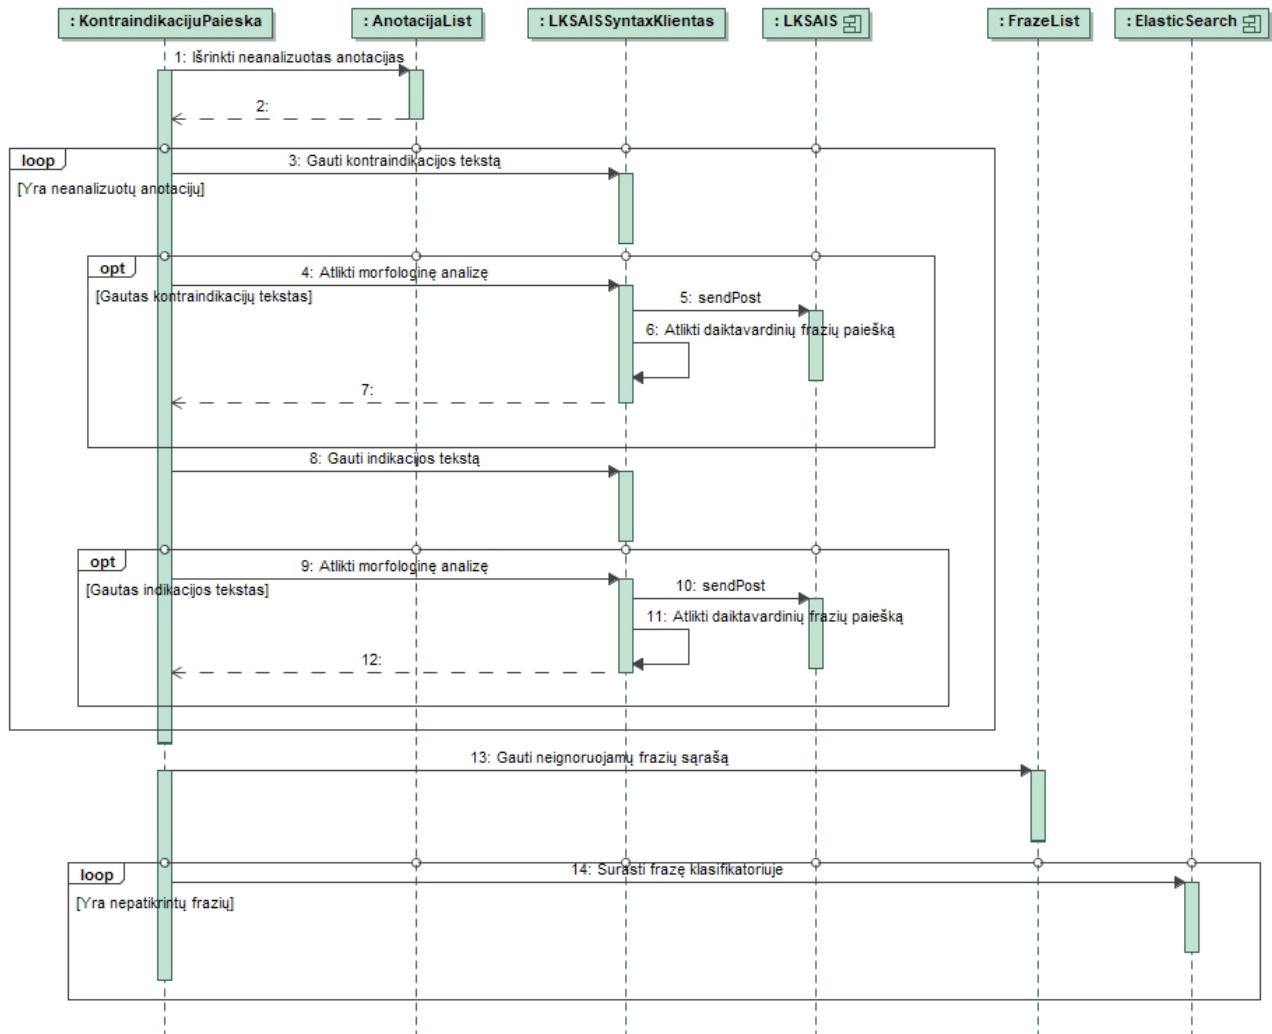 : KontraindikacijuPaieska
: AnotacijaList
: LKSAISSyntaxKlientas
: LKSAIS
: FrazeList
: ElasticSearch
1: Išrinkti neanalizuotas anotacijas
2:
loop
3: Gauti kontraindikacijos tekstą
[Yra neanalizuotų anotacijų]
opt
4: Atlikti morfologinę analizę
[Gautas kontraindikacijų tekstas]
5: sendPost
6: Atlikti daiktavardinių frazių paiešką
7:
8: Gauti indikacijos tekstą
opt
9: Atlikti morfologinę analizę
[Gautas indikacijos tekstas]
10: sendPost
11: Atlikti daiktavardinių frazių paiešką
12:
13: Gauti neignoruojamų frazių sąrašą
loop
14: Surasti frazę klasifikatoriuje
[Yra nepatikrintų frazių]